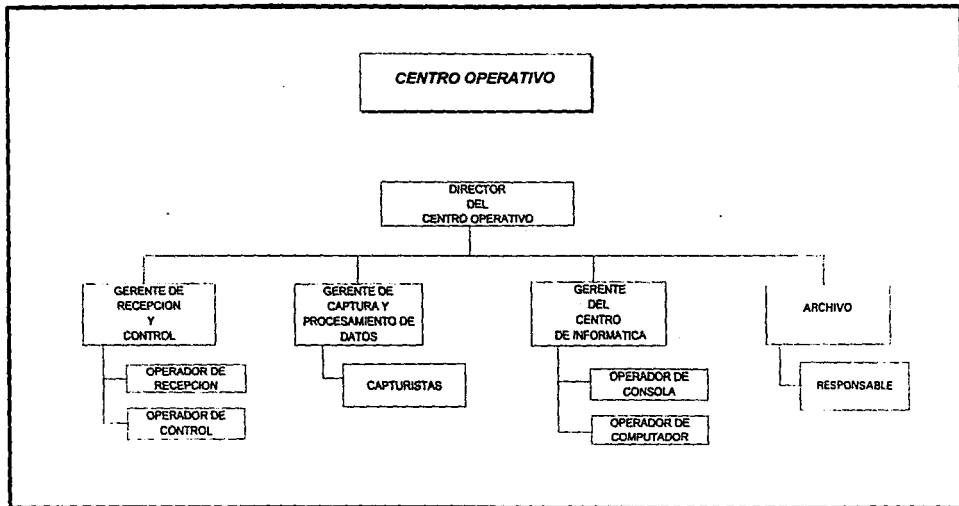 CENTRO OPERATIVO
DIRECTOR
DEL
CENTRO OPERATIVO
GERENTE DE
RECEPCION
Y
CONTROL
OPERADOR DE
RECEPCION
OPERADOR DE
CONTROL
GERENTE DE
CAPTURA Y
PROCESAMIENTO DE
DATOS
CAPTURISTAS
GERENTE
DEL
CENTRO
DE INFORMATICA
OPERADOR DE
CONSOLA
OPERADOR DE
COMPUTADOR
ARCHIVO
RESPONSABLE